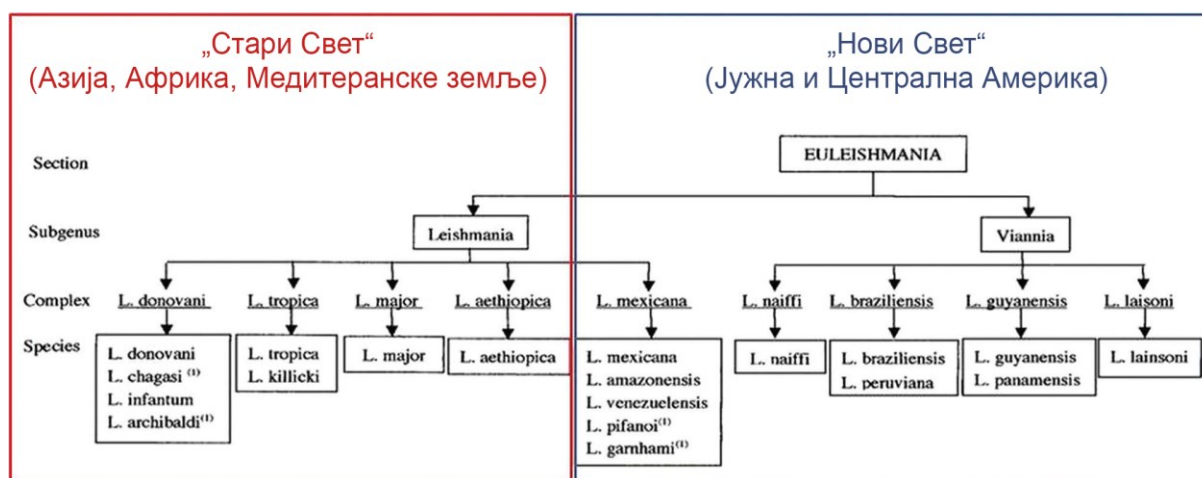 „Стари Свет“
(Азија, Африка, Медитеранске земље)
„Нови Свет“
(Јужна и Централна Америка)
Section
EULEISHMANIA
Subgenus
Leishmania
Viannia
Complex
L. donovani
L. tropica
L. major
L. aethiopica
L. mexicana
L. naiffi
L. braziliensis
L. guyanensis
L. laisoni
Species
L. donovani
L. chagasi (1)
L. infantum
L. archibaldi(1)
L. tropica
L. killicki
L. major
L. aethiopica
L. mexicana
L. amazonensis
L. venezuelensis
L. pifanoi(1)
L. garnhami(1)
L. naiffi
L. braziliensis
L. peruviana
L. guyanensis
L. panamensis
L. lainsoni